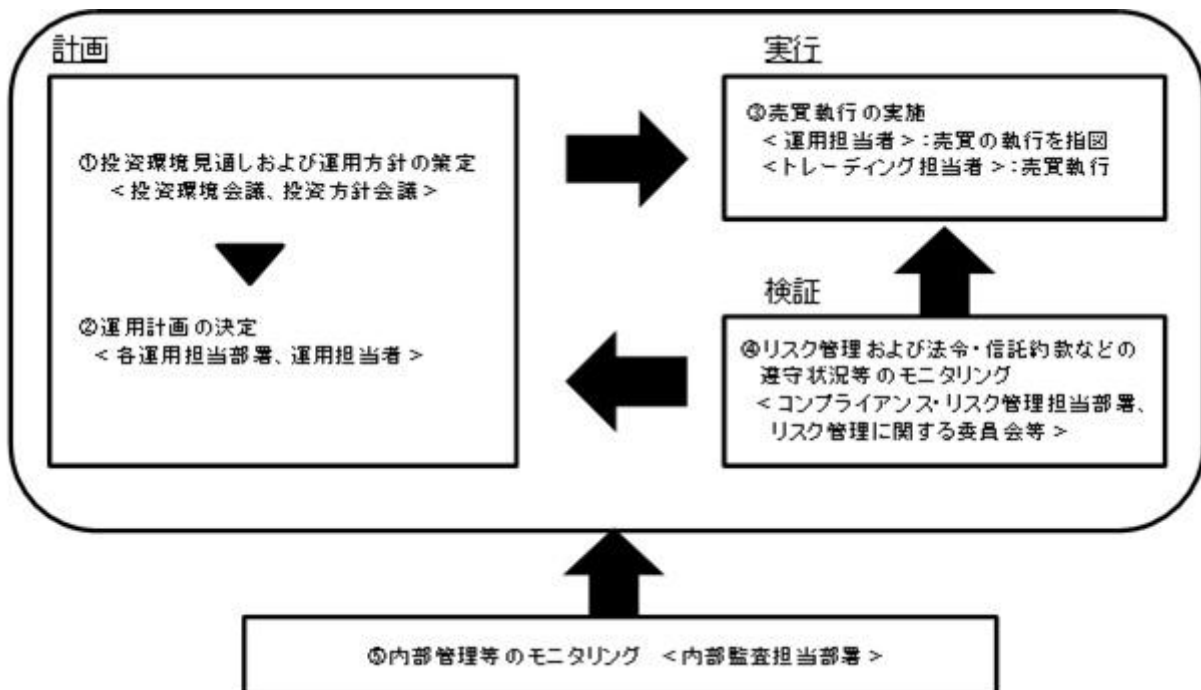 計画
①投資環境見通しおよび運用方針の策定
＜投資環境会議、投資方針会議＞
②運用計画の決定
＜各運用担当部署、運用担当者＞
実行
③売買執行の実施
＜運用担当者＞：売買の執行を指図
＜トレーディング担当者＞：売買執行
検証
④リスク管理および法令・信託約款などの
遵守状況等のモニタリング
＜コンプライアンス・リスク管理担当部署、
リスク管理に関する委員会等＞
⑤内部管理等のモニタリング　＜内部監査担当部署＞